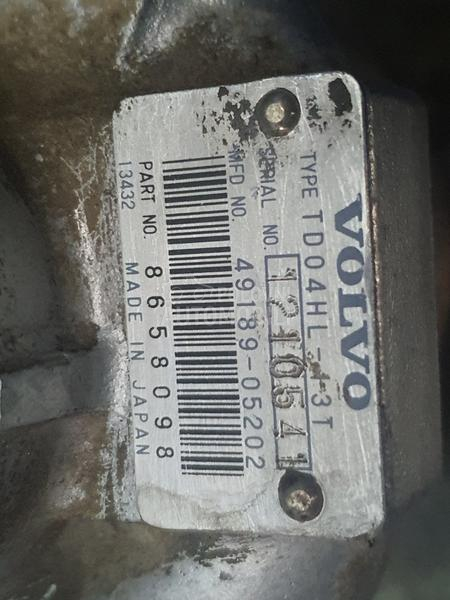 VOLVO
TYPE TD04HL-13T
SERIAL NO. 1210541
MFD NO. 49189-05202
PART NO. 8658098
13432 MADE IN JAPAN